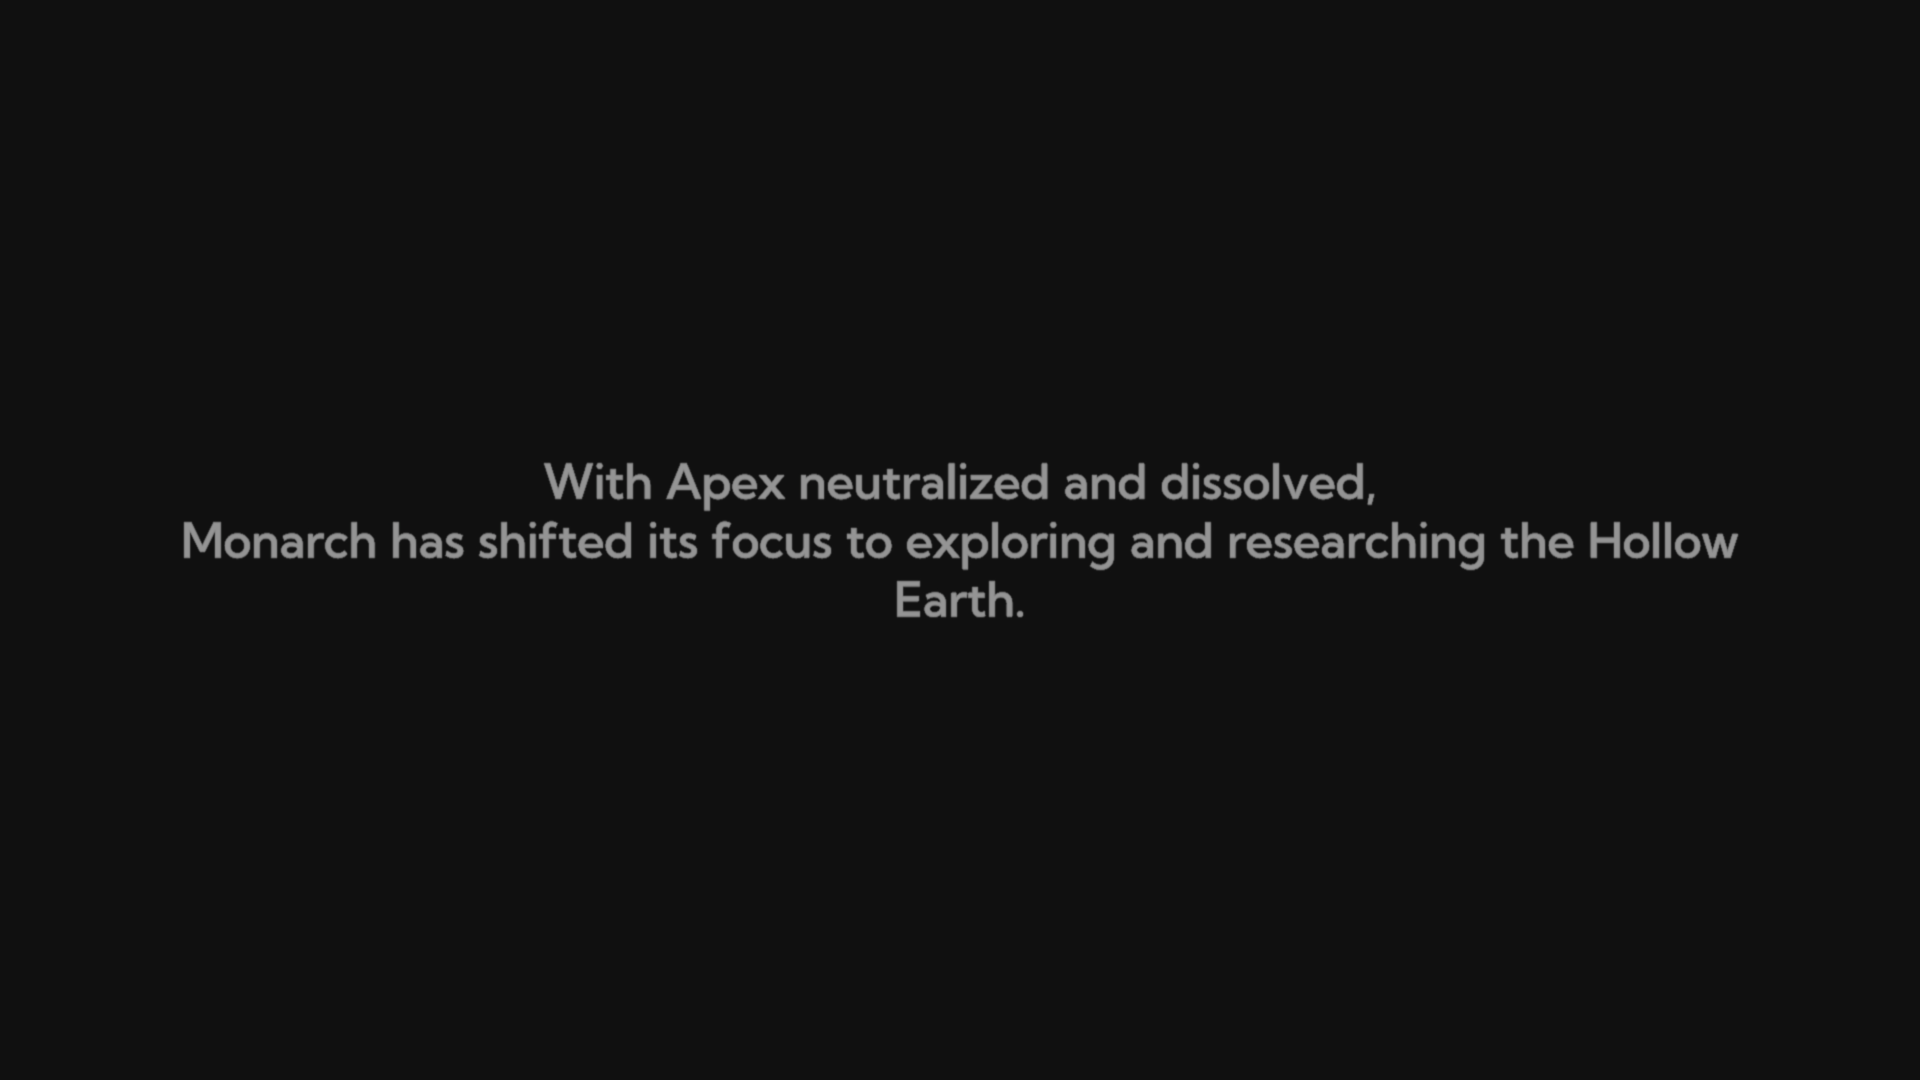 With Apex neutralized and dissolved,
Monarch has shifted its focus to exploring and researching the Hollow
Earth.